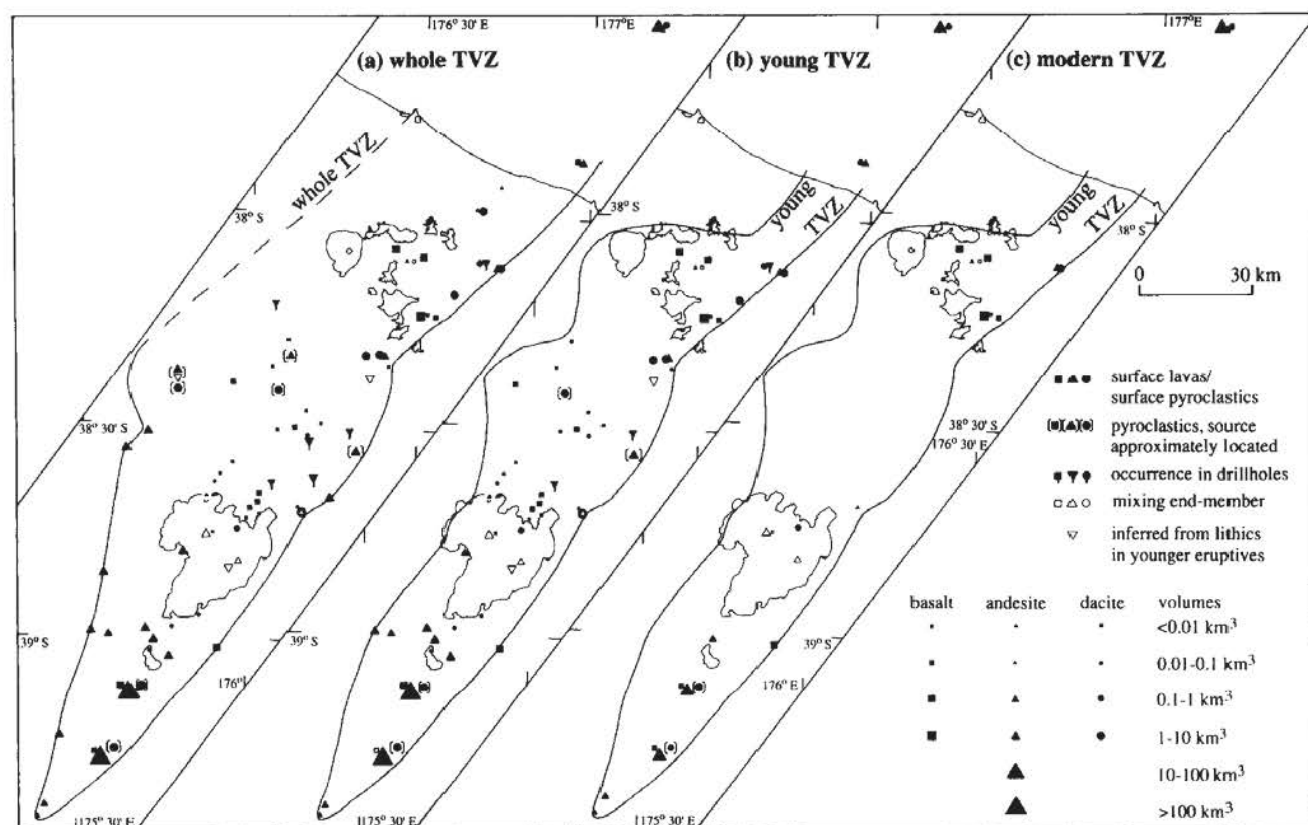 176° 30' E
177°E
177°E
(a) whole TVZ
(b) young TVZ
(c) modern TVZ
whole TVZ
young
TVZ
young
TVZ
38° S
38° S
38° S
0 30 km
surface lavas/
surface pyroclastics
pyroclastics, source
approximately located
38° 30' S
38° 30' S
176° 30' E
occurrence in drillholes
mixing end-member
inferred from lithics
in younger eruptives
basalt andesite dacite volumes
<0.01 km³
39° S
39° S
39° S
0.01-0.1 km³
176°
176° E
0.1-1 km³
1-10 km³
10-100 km³
>100 km³
175° 30' E
175° 30' E
175° 30' E